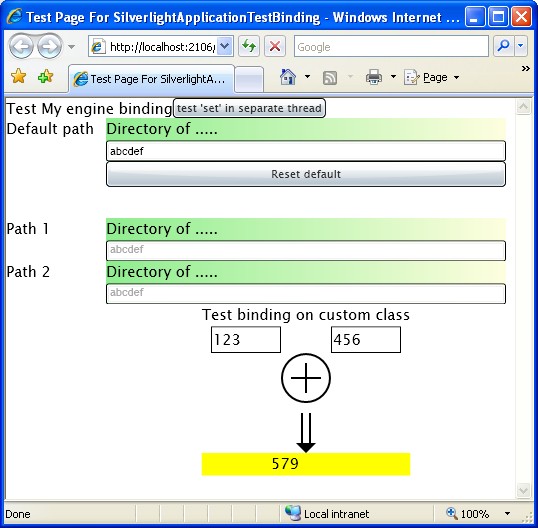 Test Page For SilverlightApplicationTestBinding - Windows Internet ...
http://localhost:2106/
Google
Test Page For SilverlightA...
Page
Test My engine binding test 'set' in separate thread
Default path Directory of .....
abcdef
Reset default
Path 1 Directory of .....
abcdef
Path 2 Directory of .....
abcdef
Test binding on custom class
123 456
579
Done Local intranet 100%